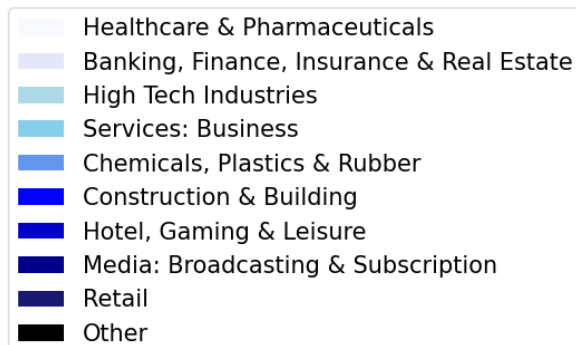 Healthcare & Pharmaceuticals
Banking, Finance, Insurance & Real Estate
High Tech Industries
Services: Business
Chemicals, Plastics & Rubber
Construction & Building
Hotel, Gaming & Leisure
Media: Broadcasting & Subscription
Retail
Other